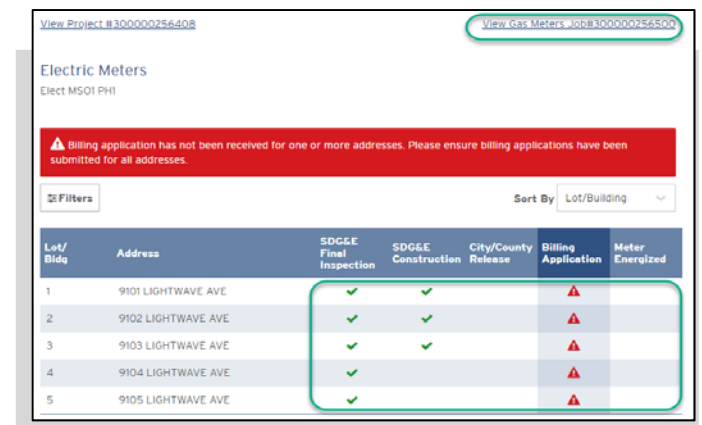 View Project #300000256408 View Gas Meters Job#300000256500
Electric Meters
Elect MSO1 PH1
Billing application has not been received for one or more addresses. Please ensure billing applications have been
submitted for all addresses.
Filters Sort By Lot/Building
Lot/
Bldg Address SDG&E
Final
Inspection SDG&E
Construction City/County
Release Billing
Application Meter
Energized
1 9101 LIGHTWAVE AVE
2 9102 LIGHTWAVE AVE
3 9103 LIGHTWAVE AVE
4 9104 LIGHTWAVE AVE
5 9105 LIGHTWAVE AVE